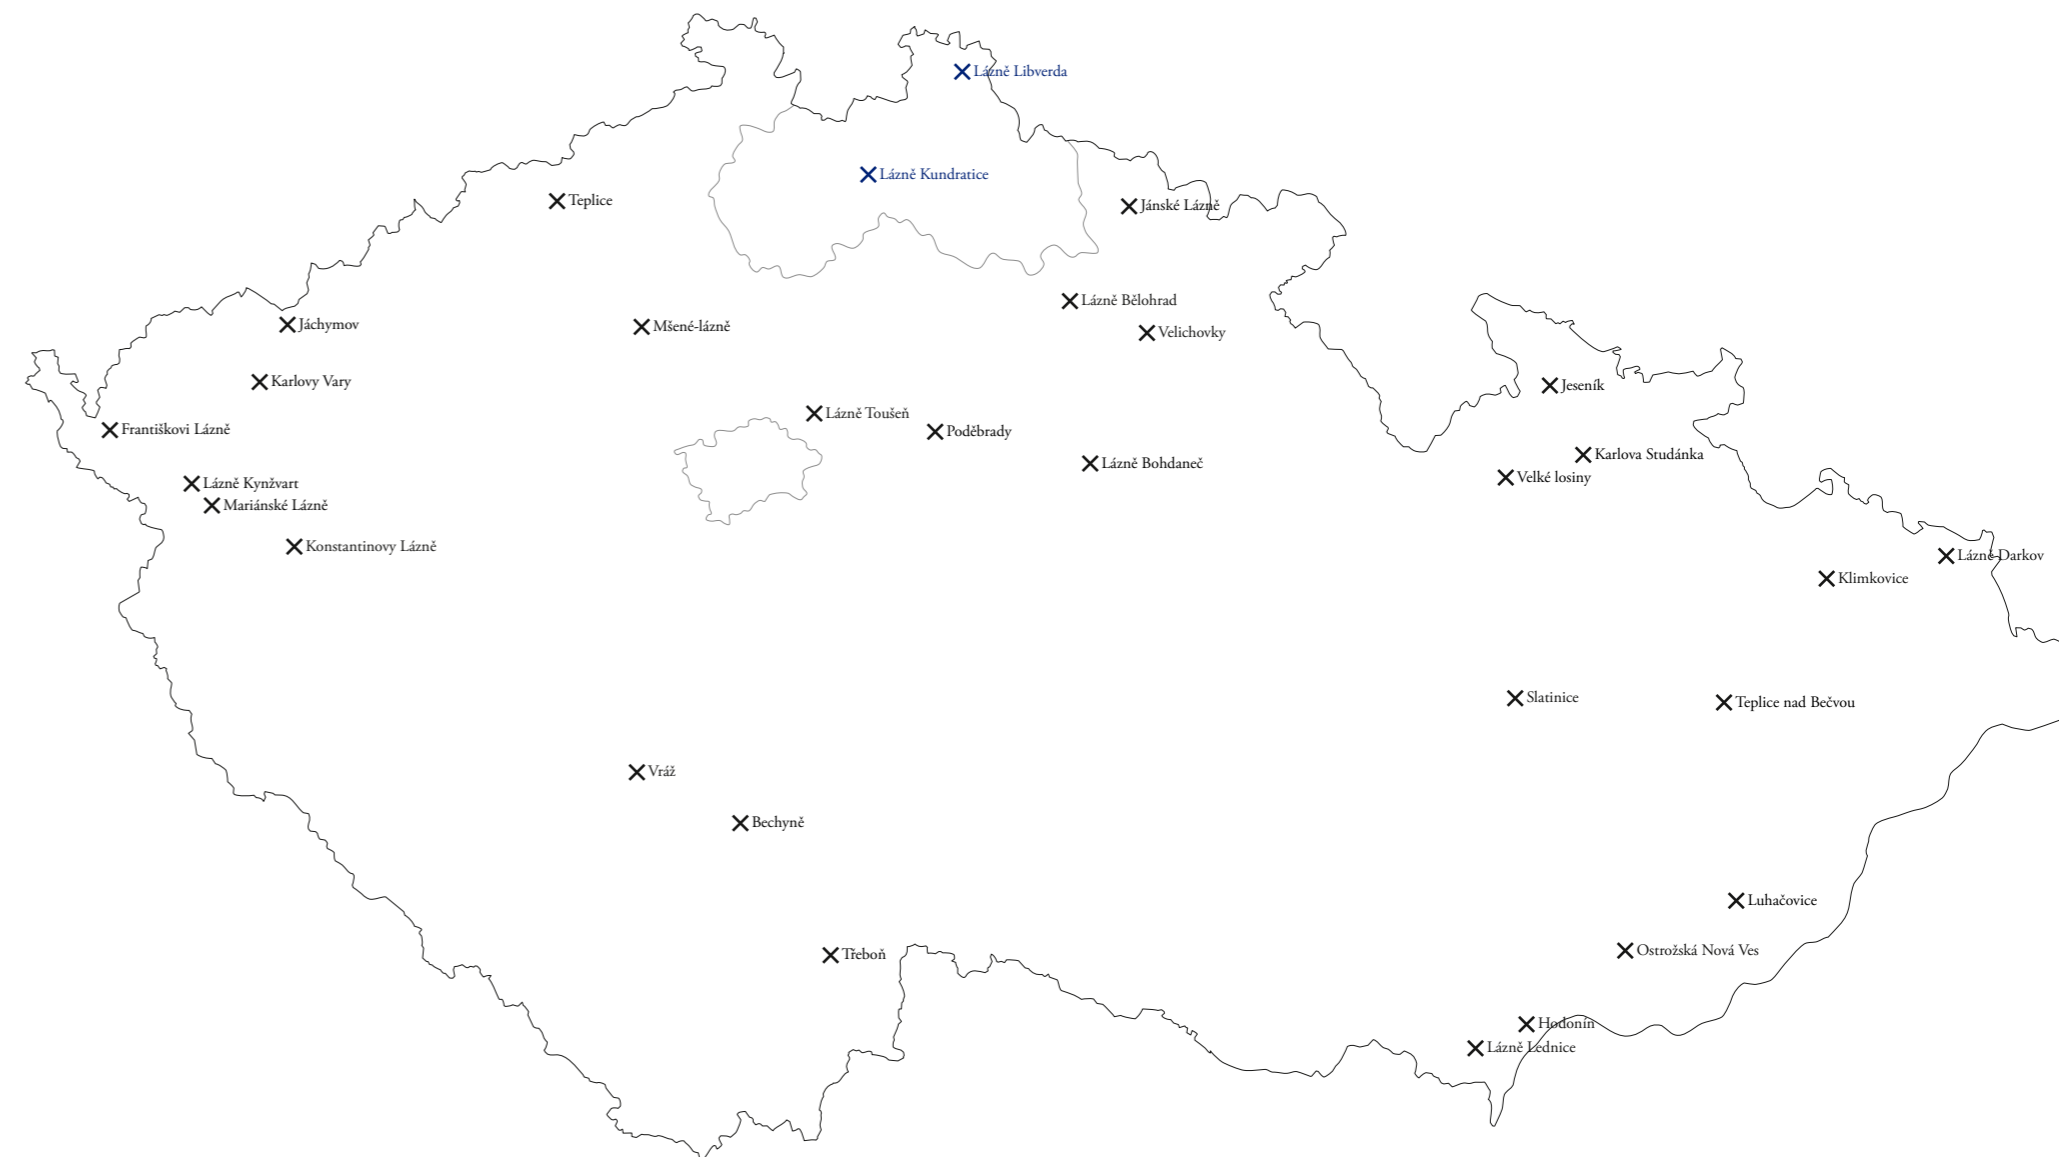 Lázně Libverda
Lázně Kundratice
Teplice
Jánské Lázně
Lázně Bělohrad
Jáchymov
Mšené-lázně
Velichovky
Karlovy Vary
Jeseník
Lázně Toušeň
Františkovi Lázně
Poděbrady
Karlova Studánka
Lázně Bohdaneč
Velké losiny
Lázně Kynžvart
Mariánské Lázně
Konstantinovy Lázně
Lázně Darkov
Klimkovice
Slatinice
Teplice nad Bečvou
Vráž
Bechyně
Luhačovice
Ostrožská Nová Ves
Třeboň
Hodonín
Lázně Lednice